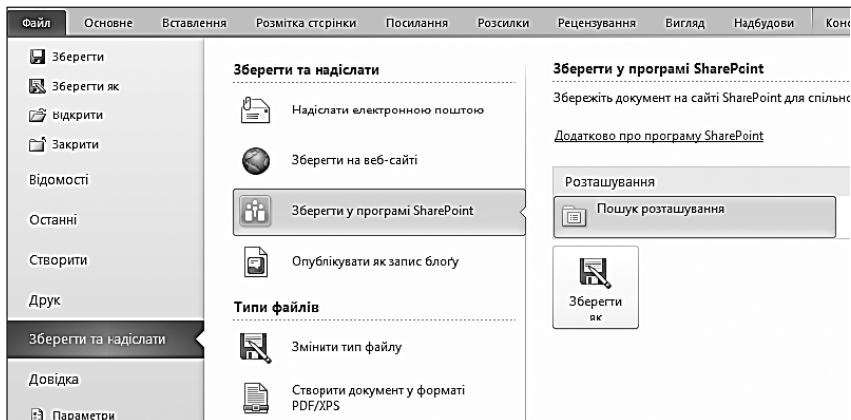 Файл Основне Вставлення Розмітка сторінки Посилання Розсилки Рецензування Вигляд Надбудови
Зберегти
Зберегти як
Відкрити
Закрити
Відомості
Останні
Створити
Друк
Зберегти та надіслати
Довідка
Параметри
Зберегти та надіслати
Надіслати електронною поштою
Зберегти на веб-сайті
Зберегти у програмі SharePoint
Опублікувати як запис блоґу
Типи файлів
Змінити тип файлу
Створити документ у форматі
PDF/XPS
Зберегти у програмі SharePoint
Збережіть документ на сайті SharePoint для
Додатково про програму SharePoint
Розташування
Пошук розташування
Зберегти
як